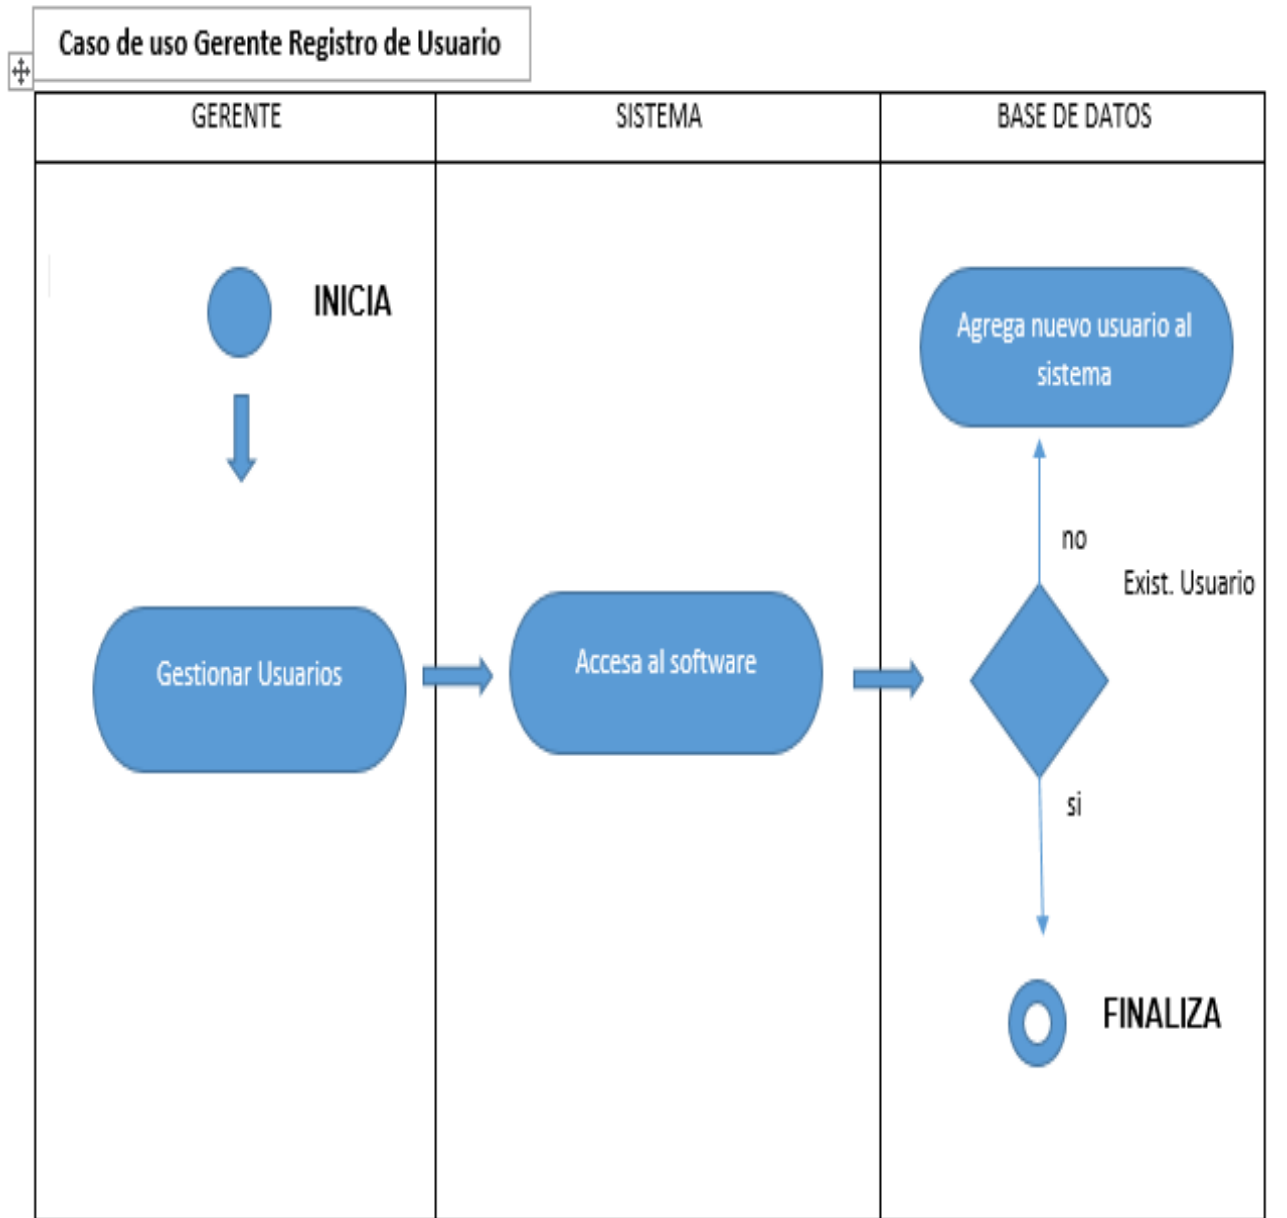 Caso de uso Gerente Registro de Usuario
GERENTE
SISTEMA
BASE DE DATOS
INICIA
Agrega nuevo usuario al
sistema
no
Exist. Usuario
Gestionar Usuarios
Accesa al software
si
FINALIZA